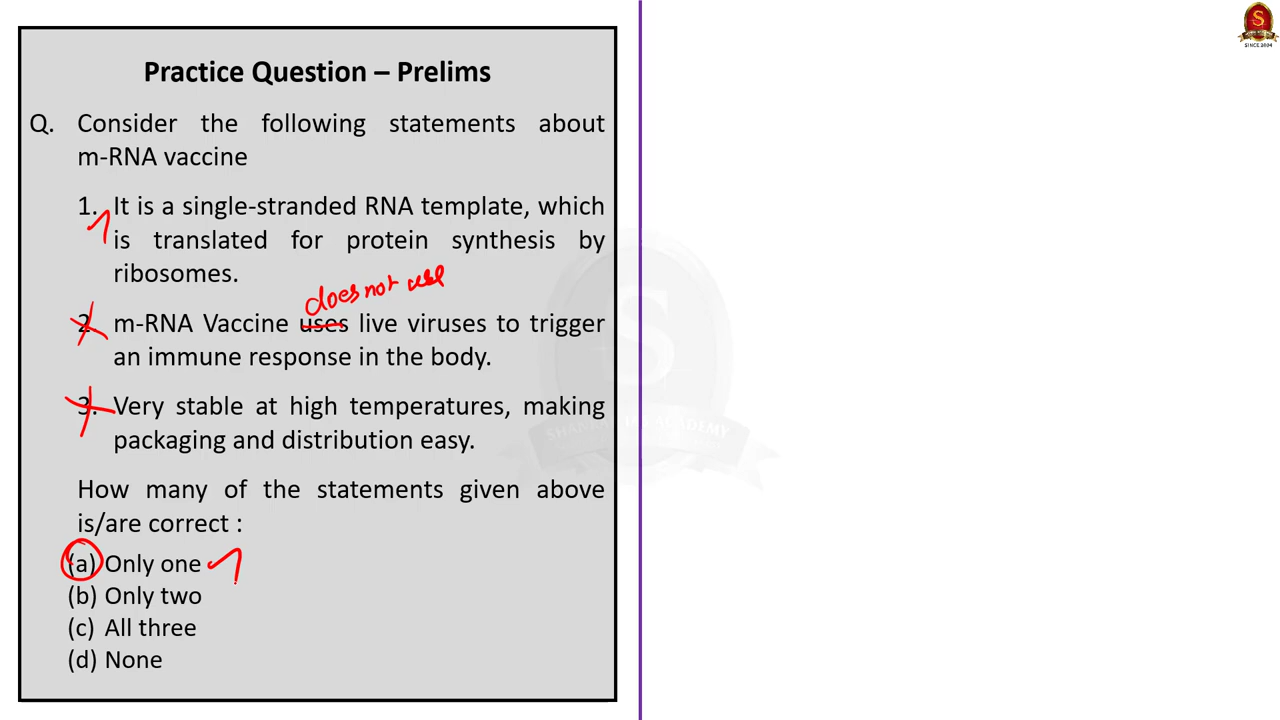 Practice Question – Prelims
Q. Consider the following statements about
m-RNA vaccine
1. It is a single-stranded RNA template, which
is translated for protein synthesis by
ribosomes.
does not use
2. m-RNA Vaccine uses live viruses to trigger
an immune response in the body.
3. Very stable at high temperatures, making
packaging and distribution easy.
How many of the statements given above
is/are correct :
(a) Only one
(b) Only two
(c) All three
(d) None
S
SINCE 2004